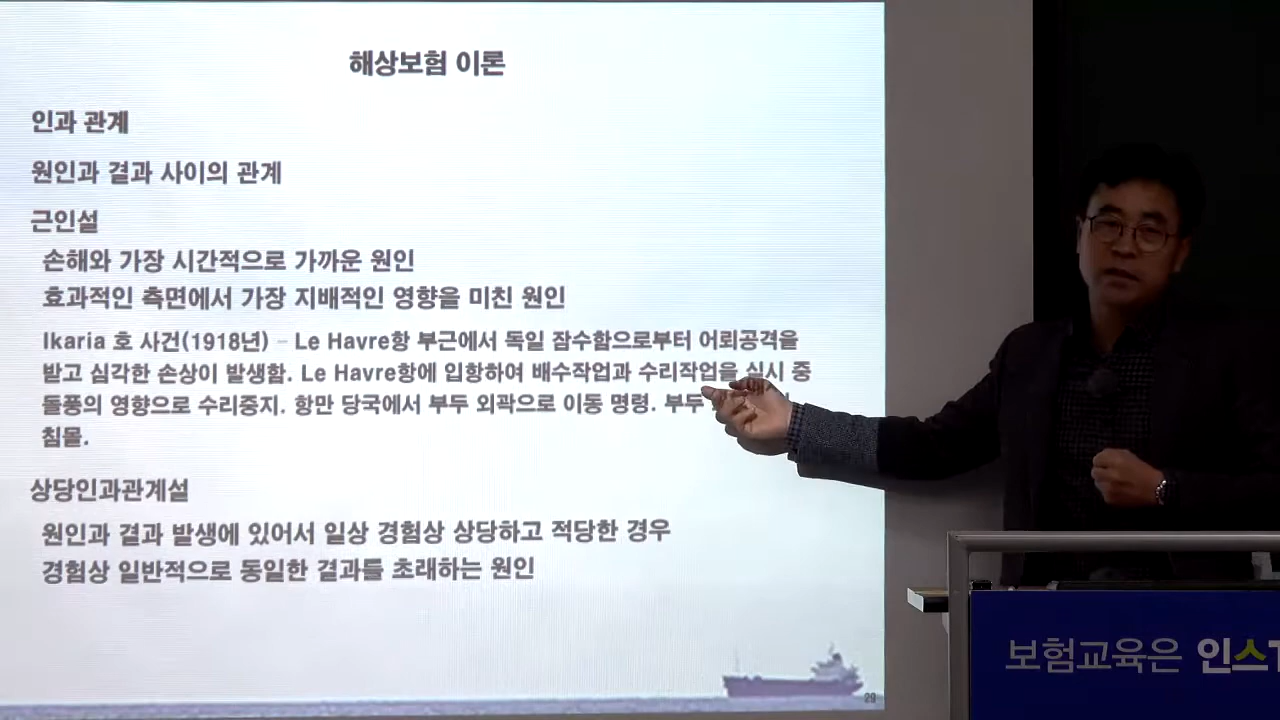 해상보험 이론
인과 관계
원인과 결과 사이의 관계
근인설
손해와 가장 시간적으로 가까운 원인
효과적인 측면에서 가장 지배적인 영향을 미친 원인
Ikaria 호 사건(1918년) – Le Havre항 부근에서 독일 잠수함으로부터 어뢰공격을
받고 심각한 손상이 발생함. Le Havre항에 입항하여 배수작업과 수리작업을 실시 중
돌풍의 영향으로 수리중지. 항만 당국에서 부두 외곽으로 이동 명령. 부두
침몰.
상당인과관계설
원인과 결과 발생에 있어서 일상 경험상 상당하고 적당한 경우
경험상 일반적으로 동일한 결과를 초래하는 원인
29
보험교육은 인스